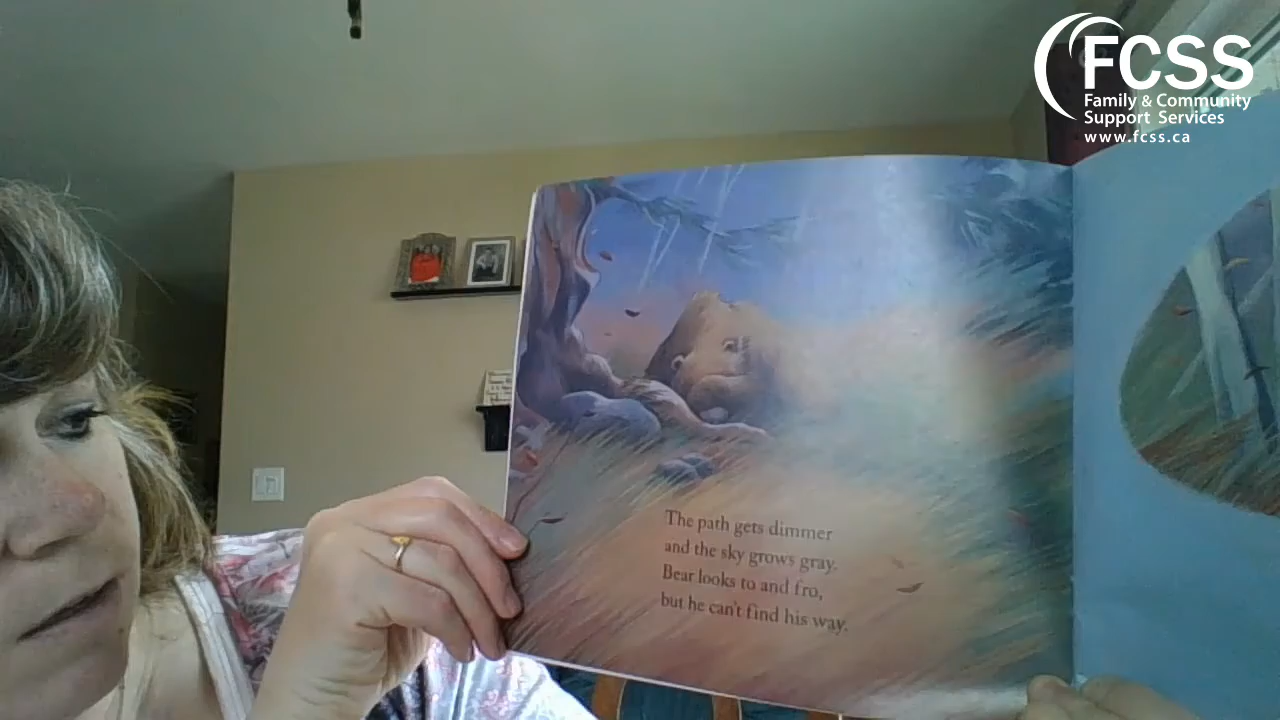 FCSS
Family & Community
Support Services
www.fcss.ca
The path gets dimmer
and the sky grows gray.
Bear looks to and fro,
but he can't find his way.